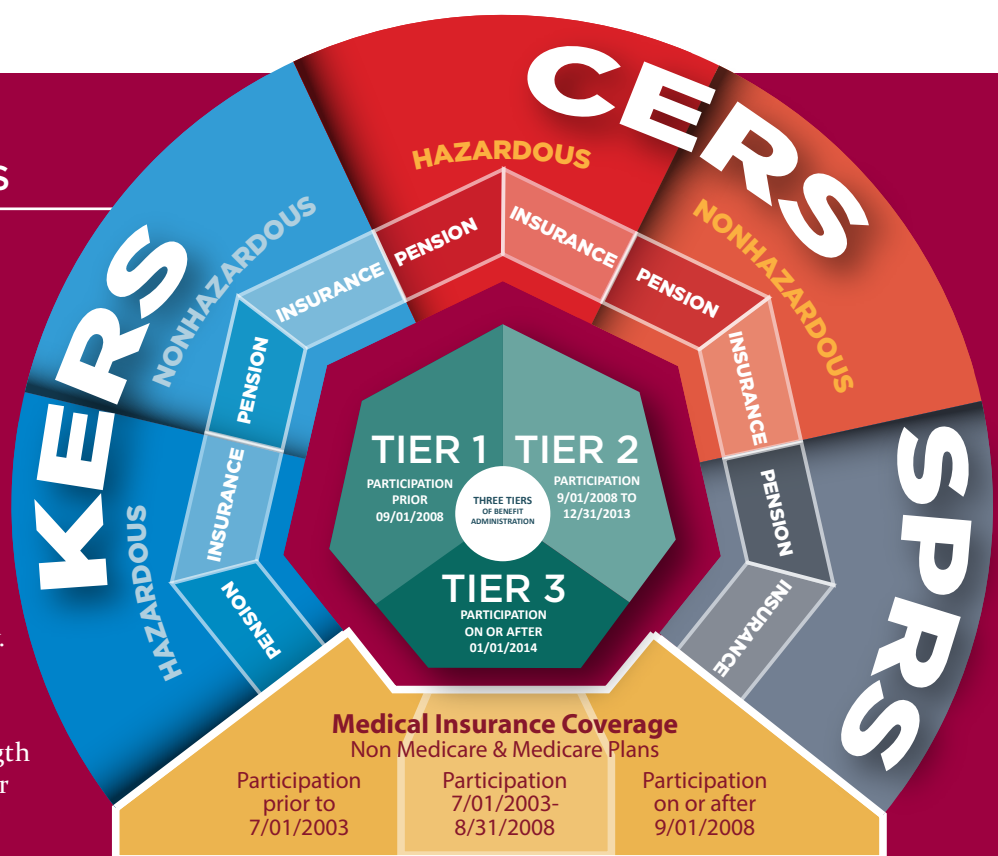 S
KERS
NONHAZARDOUS
HAZARDOUS
INSURANCE
PENSION
INSURANCE
PENSION
CERS
HAZARDOUS
NONHAZARDOUS
PENSION
INSURANCE
PENSION
INSURANCE
SPRS
PENSION
INSURANCE
TIER 1
PARTICIPATION
PRIOR
09/01/2008
TIER 2
PARTICIPATION
9/01/2008 TO
12/31/2013
THREE TIERS
OF BENEFIT
ADMINISTRATION
TIER 3
PARTICIPATION
ON OR AFTER
01/01/2014
gth
r
Medical Insurance Coverage
Non Medicare & Medicare Plans
Participation
prior to
7/01/2003
Participation
7/01/2003-
8/31/2008
Participation
on or after
9/01/2008